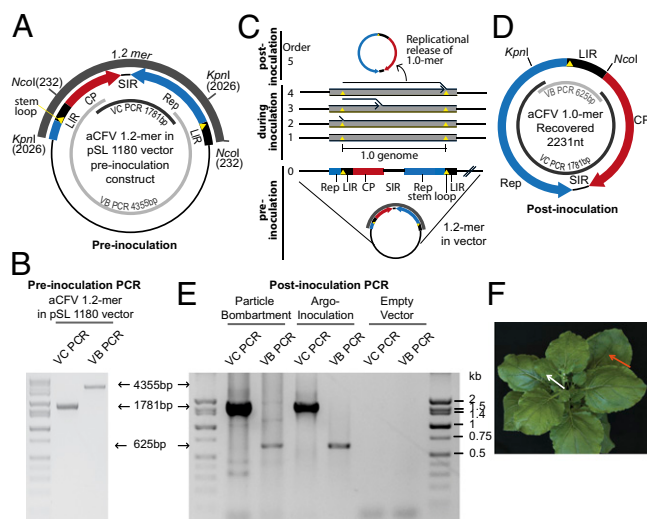 A
1.2 mer
NcoI(232)
SIR
KpnI
(2026)
CP
Rep
stem
loop
LIR
LIR
VC PCR 1781bp
aCFV 1.2-mer in
pSL 1180 vector
pre-inoculation
construct
VB PCR 4355bp
KpnI
(2026)
NcoI
(232)
Pre-inoculation
B
Pre-inoculation PCR
aCFV 1.2-mer
in pSL 1180 vector
VC PCR
VB PCR
4355bp
1781bp
625bp
C
post-
inoculation
during
inoculation
pre-
inoculation
Order
5
Replicational
release of
1.0-mer
4
3
2
1
1.0 genome
0
Rep LIR CP SIR Rep LIR
stem loop
1.2-mer
in vector
D
KpnI
LIR
NcoI
VB PCR 625bp
aCFV 1.0-mer
Recovered
2231nt
VC PCR 1781bp
CP
Rep
SIR
Post-inoculation
E
Post-inoculation PCR
Particle
Bombartment
Argo-
Inoculation
Empty
Vector
VC PCR
VB PCR
VC PCR
VB PCR
VC PCR
VB PCR
kb
2
1.5
1.4
1
0.75
0.5
F